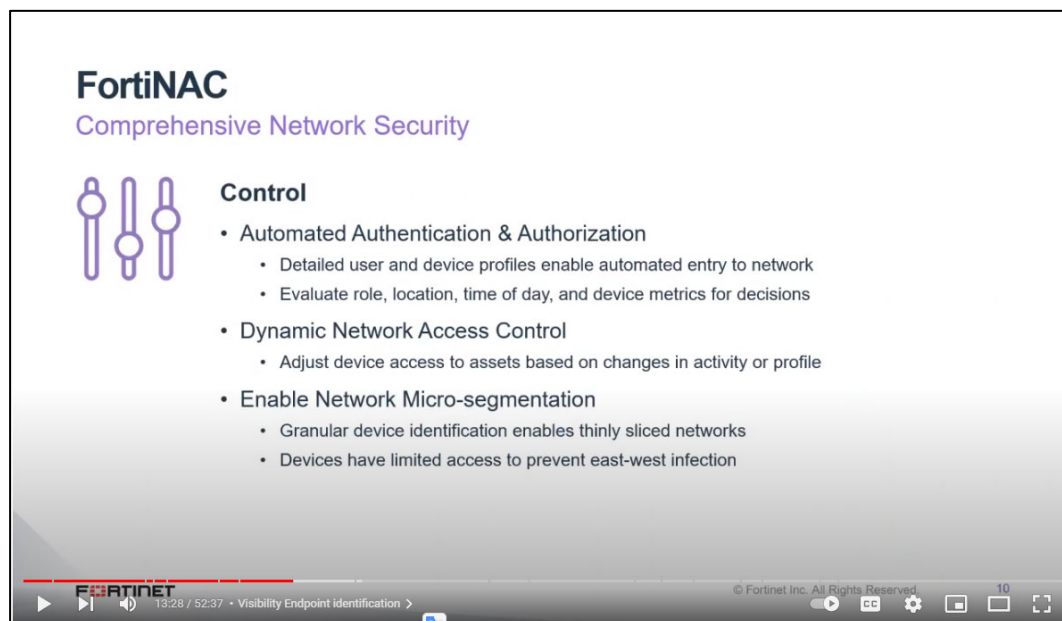 FortiNAC
Comprehensive Network Security
Control
• Automated Authentication & Authorization
• Detailed user and device profiles enable automated entry to network
• Evaluate role, location, time of day, and device metrics for decisions
• Dynamic Network Access Control
• Adjust device access to assets based on changes in activity or profile
• Enable Network Micro-segmentation
• Granular device identification enables thinly sliced networks
• Devices have limited access to prevent east-west infection
FORTINET
© Fortinet Inc. All Rights Reserved.
10
13:28 / 52:37 • Visibility Endpoint identification >
CC